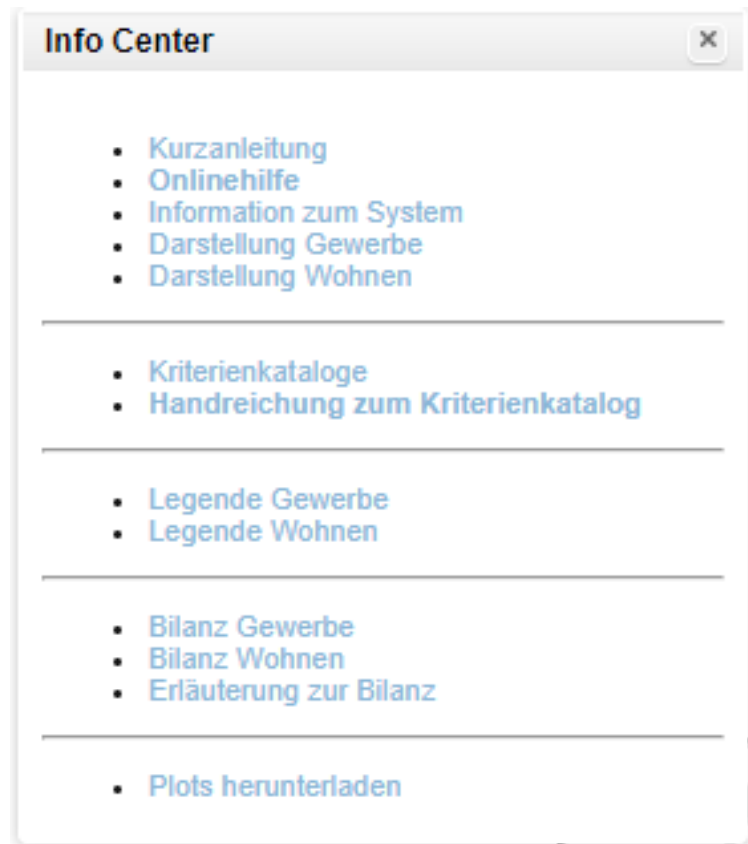 Info Center
Kurzanleitung
Onlinehilfe
Information zum System
Darstellung Gewerbe
Darstellung Wohnen
Kriterienkataloge
Handreichung zum Kriterienkatalog
Legende Gewerbe
Legende Wohnen
Bilanz Gewerbe
Bilanz Wohnen
Erläuterung zur Bilanz
Plots herunterladen